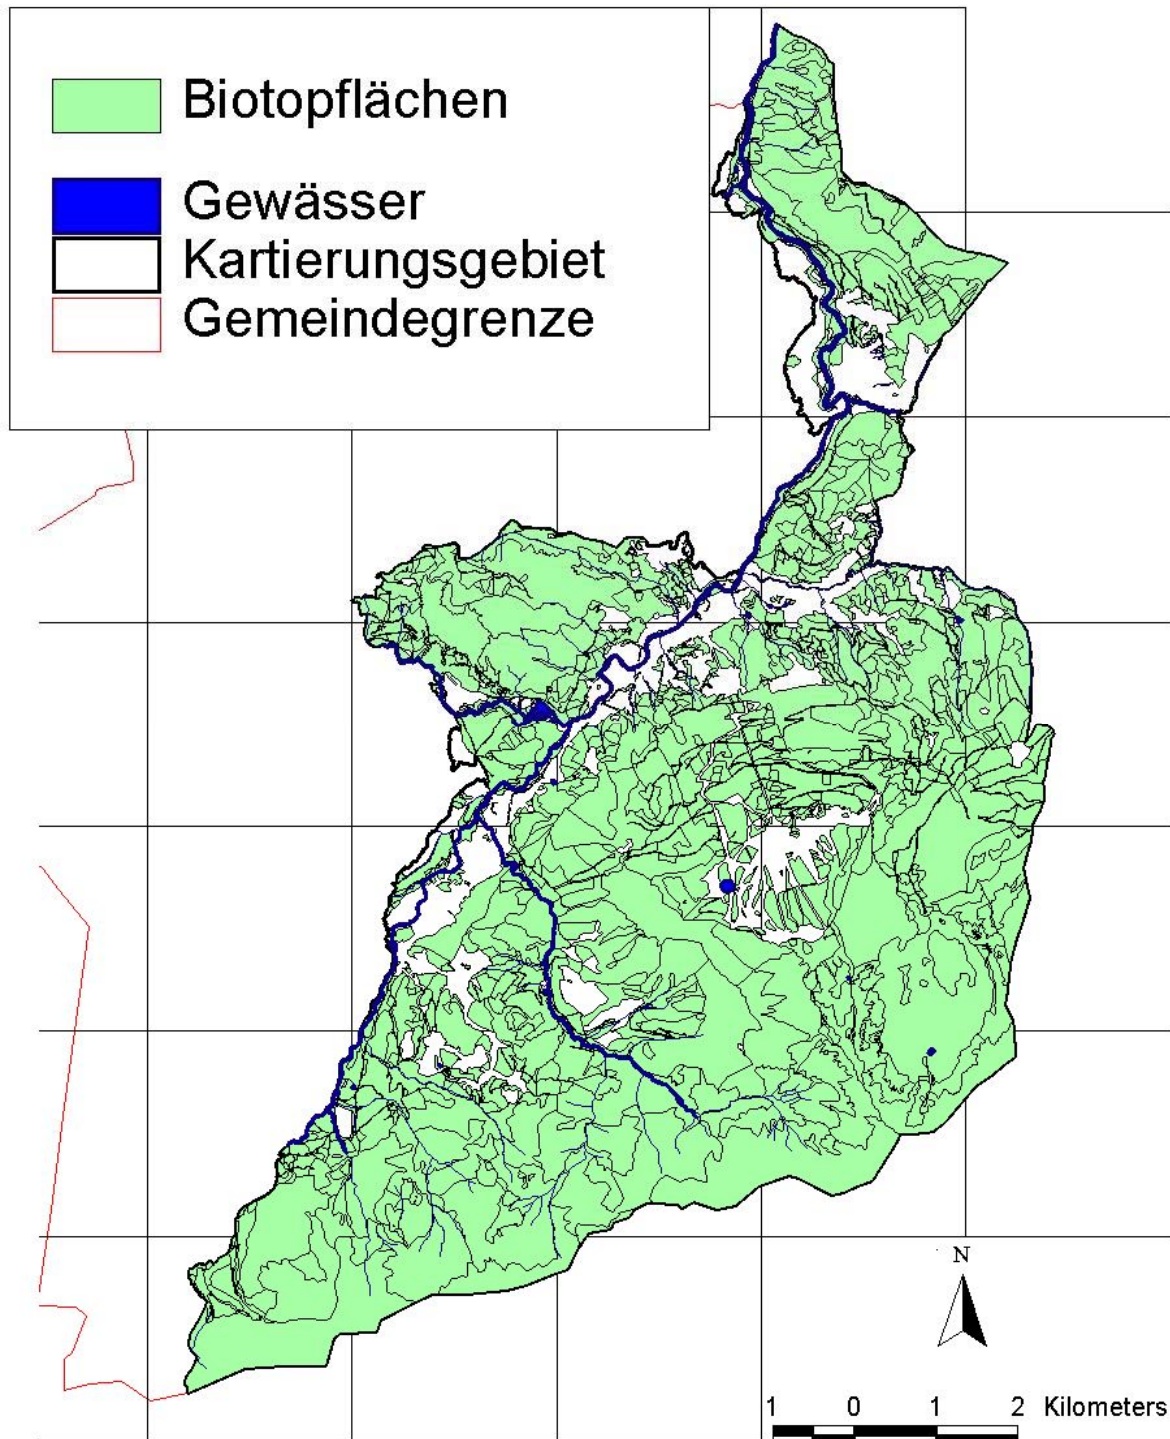 Biotopflächen
Gewässer
Kartierungsgebiet
Gemeindegrenze
N
1 0 1 2 Kilometers